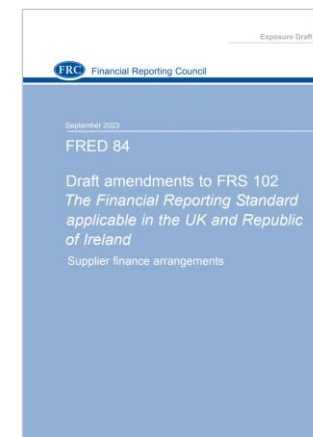 Exposure Draft
FRC Financial Reporting Council
September 2023
FRED 84
Draft amendments to FRS 102
The Financial Reporting Standard
applicable in the UK and Republic
of Ireland
Supplier finance arrangements